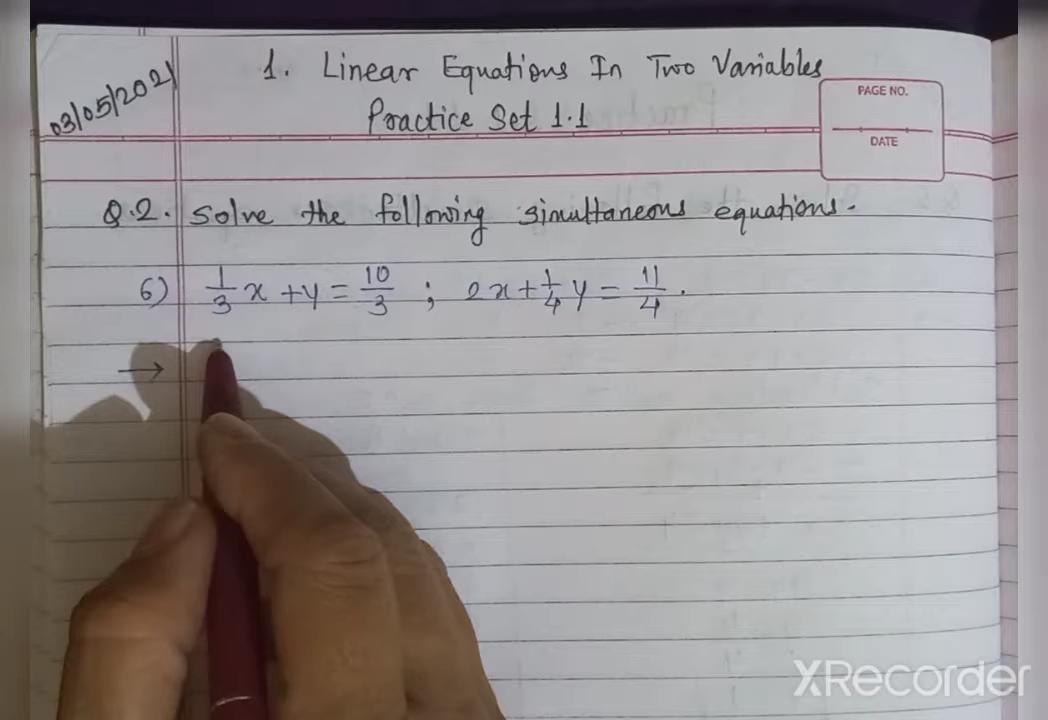 03/05/2021
1. Linear Equations In Two Variables
Practice Set 1.1
PAGE NO.
DATE
Q.2. Solve the following simultaneous equations.
6) 1/3 x + y = 10/3 ; 2x + 1/4 y = 11/4 .
→
XRecorder